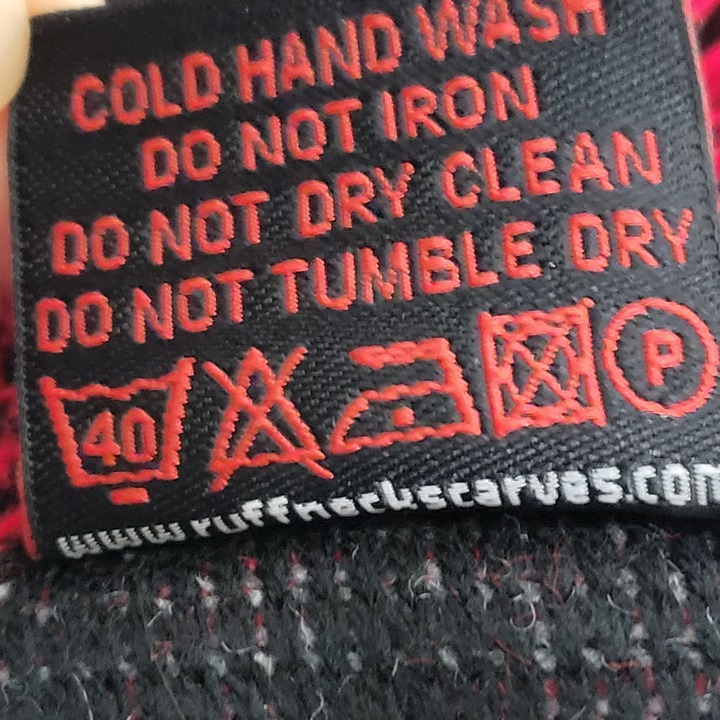 COLD HAND WASH
DO NOT IRON
DO NOT DRY CLEAN
DO NOT TUMBLE DRY
40 P
www.ruffneckscarves.com